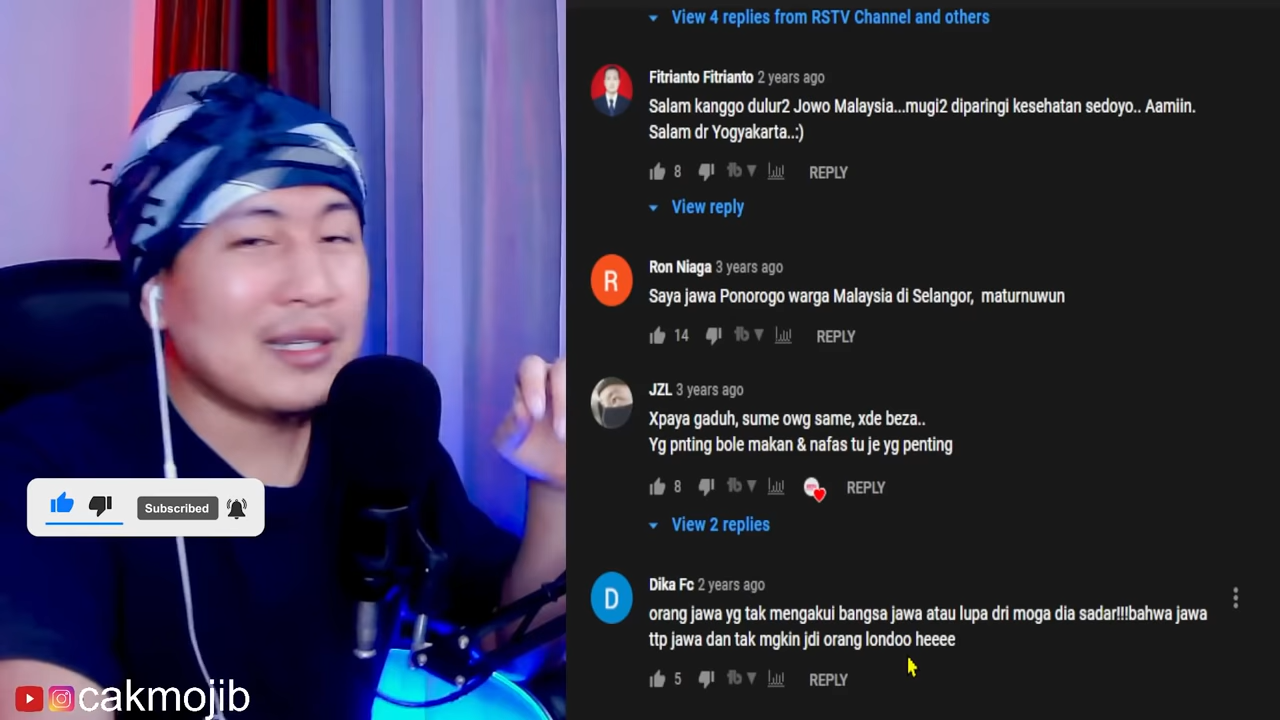 View 4 replies from RSTV Channel and others
Fitrianto Fitrianto 2 years ago
Salam kanggo dulur2 Jowo Malaysia...mugi2 diparingi kesehatan sedoyo.. Aamiin.
Salam dr Yogyakarta..:)
8 REPLY
View reply
R
Ron Niaga 3 years ago
Saya jawa Ponorogo warga Malaysia di Selangor, maturnuwun
14 REPLY
JZL 3 years ago
Xpaya gaduh, sume owg same, xde beza..
Yg pnting bole makan & nafas tu je yg penting
8 REPLY
View 2 replies
D
Dika Fc 2 years ago
orang jawa yg tak mengakui bangsa jawa atau lupa dri moga dia sadar!!!bahwa jawa
ttp jawa dan tak mgkin jdi orang londoo heeee
5 REPLY
Subscribed
cakmojib